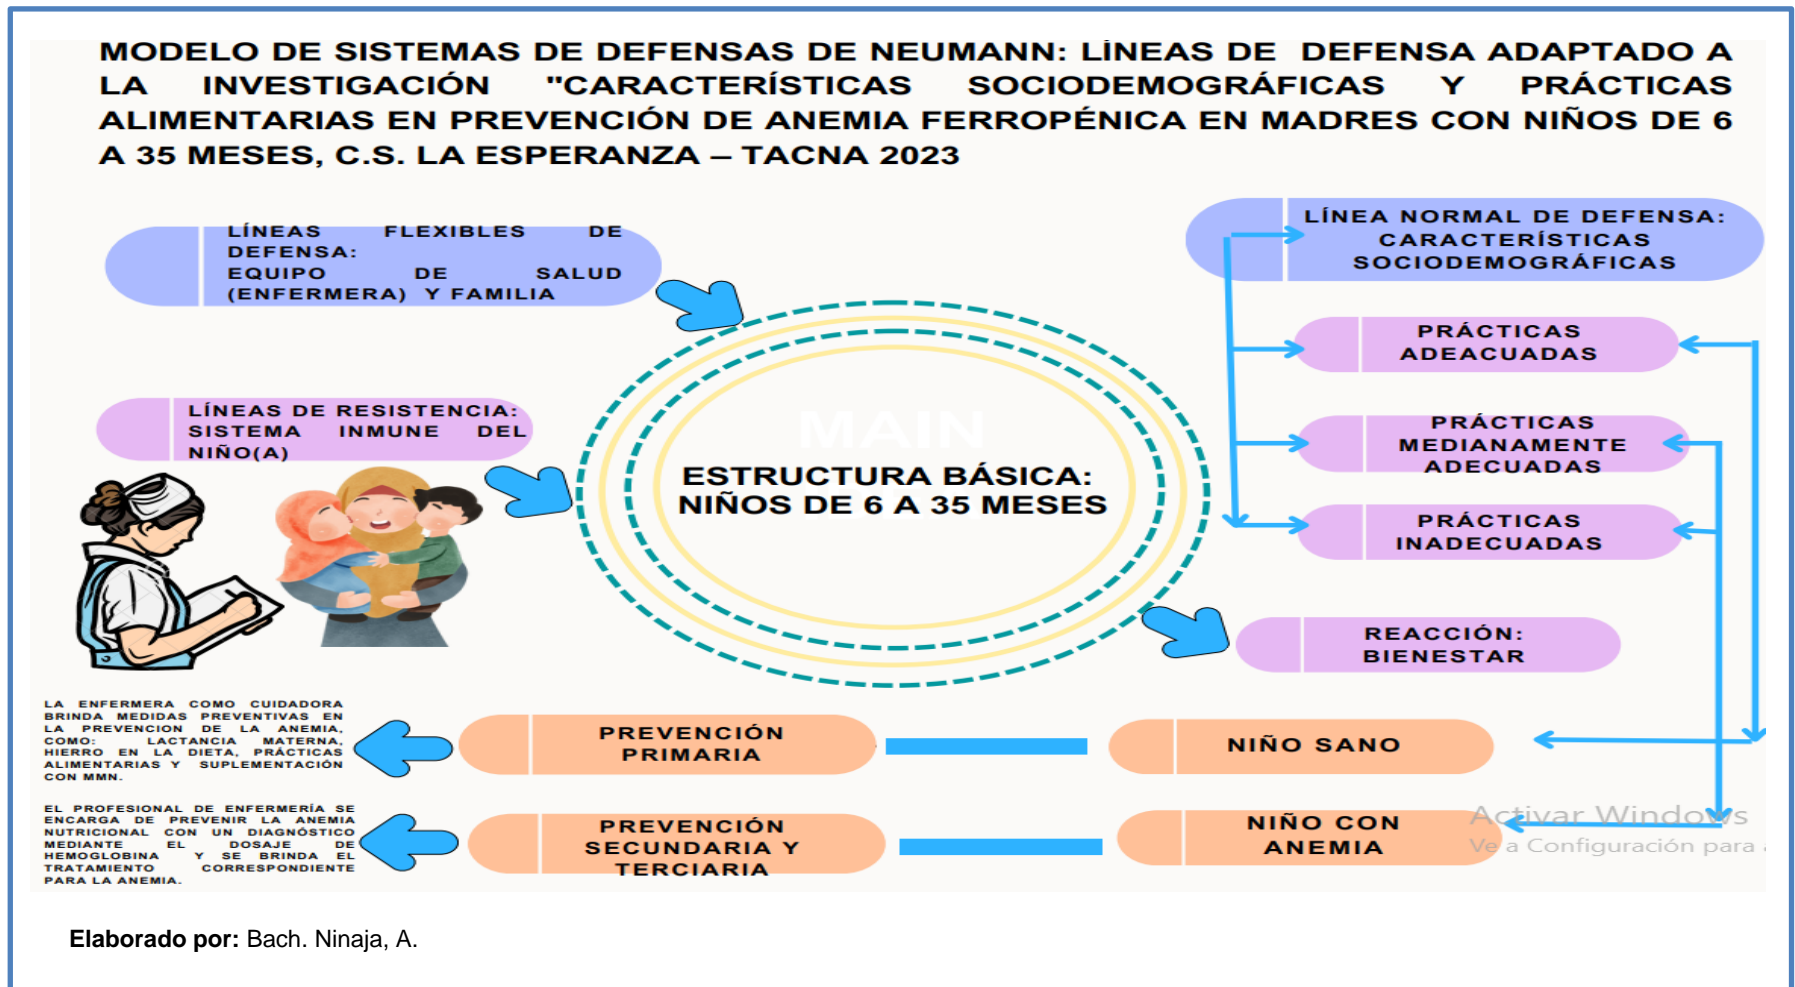 MODELO DE SISTEMAS DE DEFENSAS DE NEUMANN: LÍNEAS DE DEFENSA ADAPTADO A
LA INVESTIGACIÓN "CARACTERÍSTICAS SOCIODEMOGRÁFICAS Y PRÁCTICAS
ALIMENTARIAS EN PREVENCIÓN DE ANEMIA FERROPÉNICA EN MADRES CON NIÑOS DE 6
A 35 MESES, C.S. LA ESPERANZA – TACNA 2023
LÍNEAS FLEXIBLES DE
DEFENSA:
EQUIPO DE SALUD
(ENFERMERA) Y FAMILIA
LÍNEA NORMAL DE DEFENSA:
CARACTERÍSTICAS
SOCIODEMOGRÁFICAS
PRÁCTICAS
ADEACUADAS
LÍNEAS DE RESISTENCIA:
SISTEMA INMUNE DEL
NIÑO(A)
MAIN
ESTRUCTURA BÁSICA:
NIÑOS DE 6 A 35 MESES
PRÁCTICAS
MEDIANAMENTE
ADECUADAS
PRÁCTICAS
INADECUADAS
REACCIÓN:
BIENESTAR
LA ENFERMERA COMO CUIDADORA
BRINDA MEDIDAS PREVENTIVAS EN
LA PREVENCION DE LA ANEMIA,
COMO: LACTANCIA MATERNA,
HIERRO EN LA DIETA, PRÁCTICAS
ALIMENTARIAS Y SUPLEMENTACIÓN
CON MMN.
PREVENCIÓN
PRIMARIA
NIÑO SANO
EL PROFESIONAL DE ENFERMERÍA SE
ENCARGA DE PREVENIR LA ANEMIA
NUTRICIONAL CON UN DIAGNÓSTICO
MEDIANTE EL DOSAJE DE
HEMOGLOBINA Y SE BRINDA EL
TRATAMIENTO CORRESPONDIENTE
PARA LA ANEMIA.
PREVENCIÓN
SECUNDARIA Y
TERCIARIA
NIÑO CON
ANEMIA
Activar Windows
Ve a Configuración para
Elaborado por: Bach. Ninaja, A.